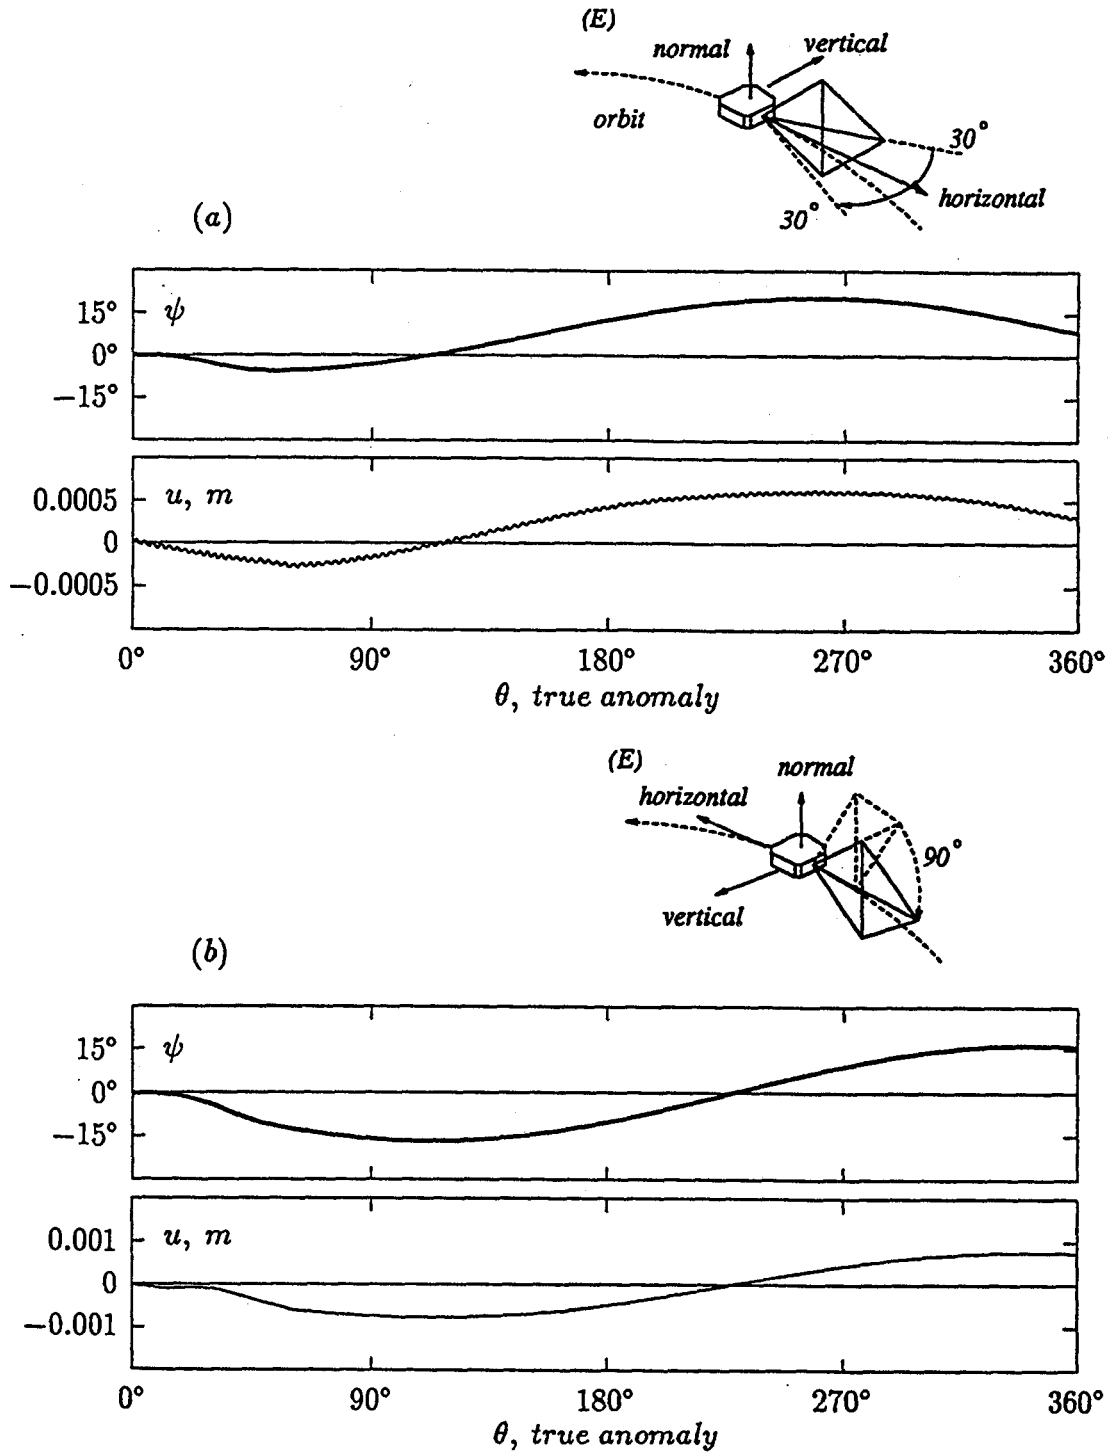 (E)
normal
vertical
orbit
30°
horizontal
30°
(a)
15°
ψ
0°
−15°
0.0005
u, m
0
−0.0005
0°
90°
180°
270°
360°
θ, true anomaly
(E)
normal
horizontal
90°
vertical
(b)
15°
ψ
0°
−15°
0.001
u, m
0
−0.001
0°
90°
180°
270°
360°
θ, true anomaly